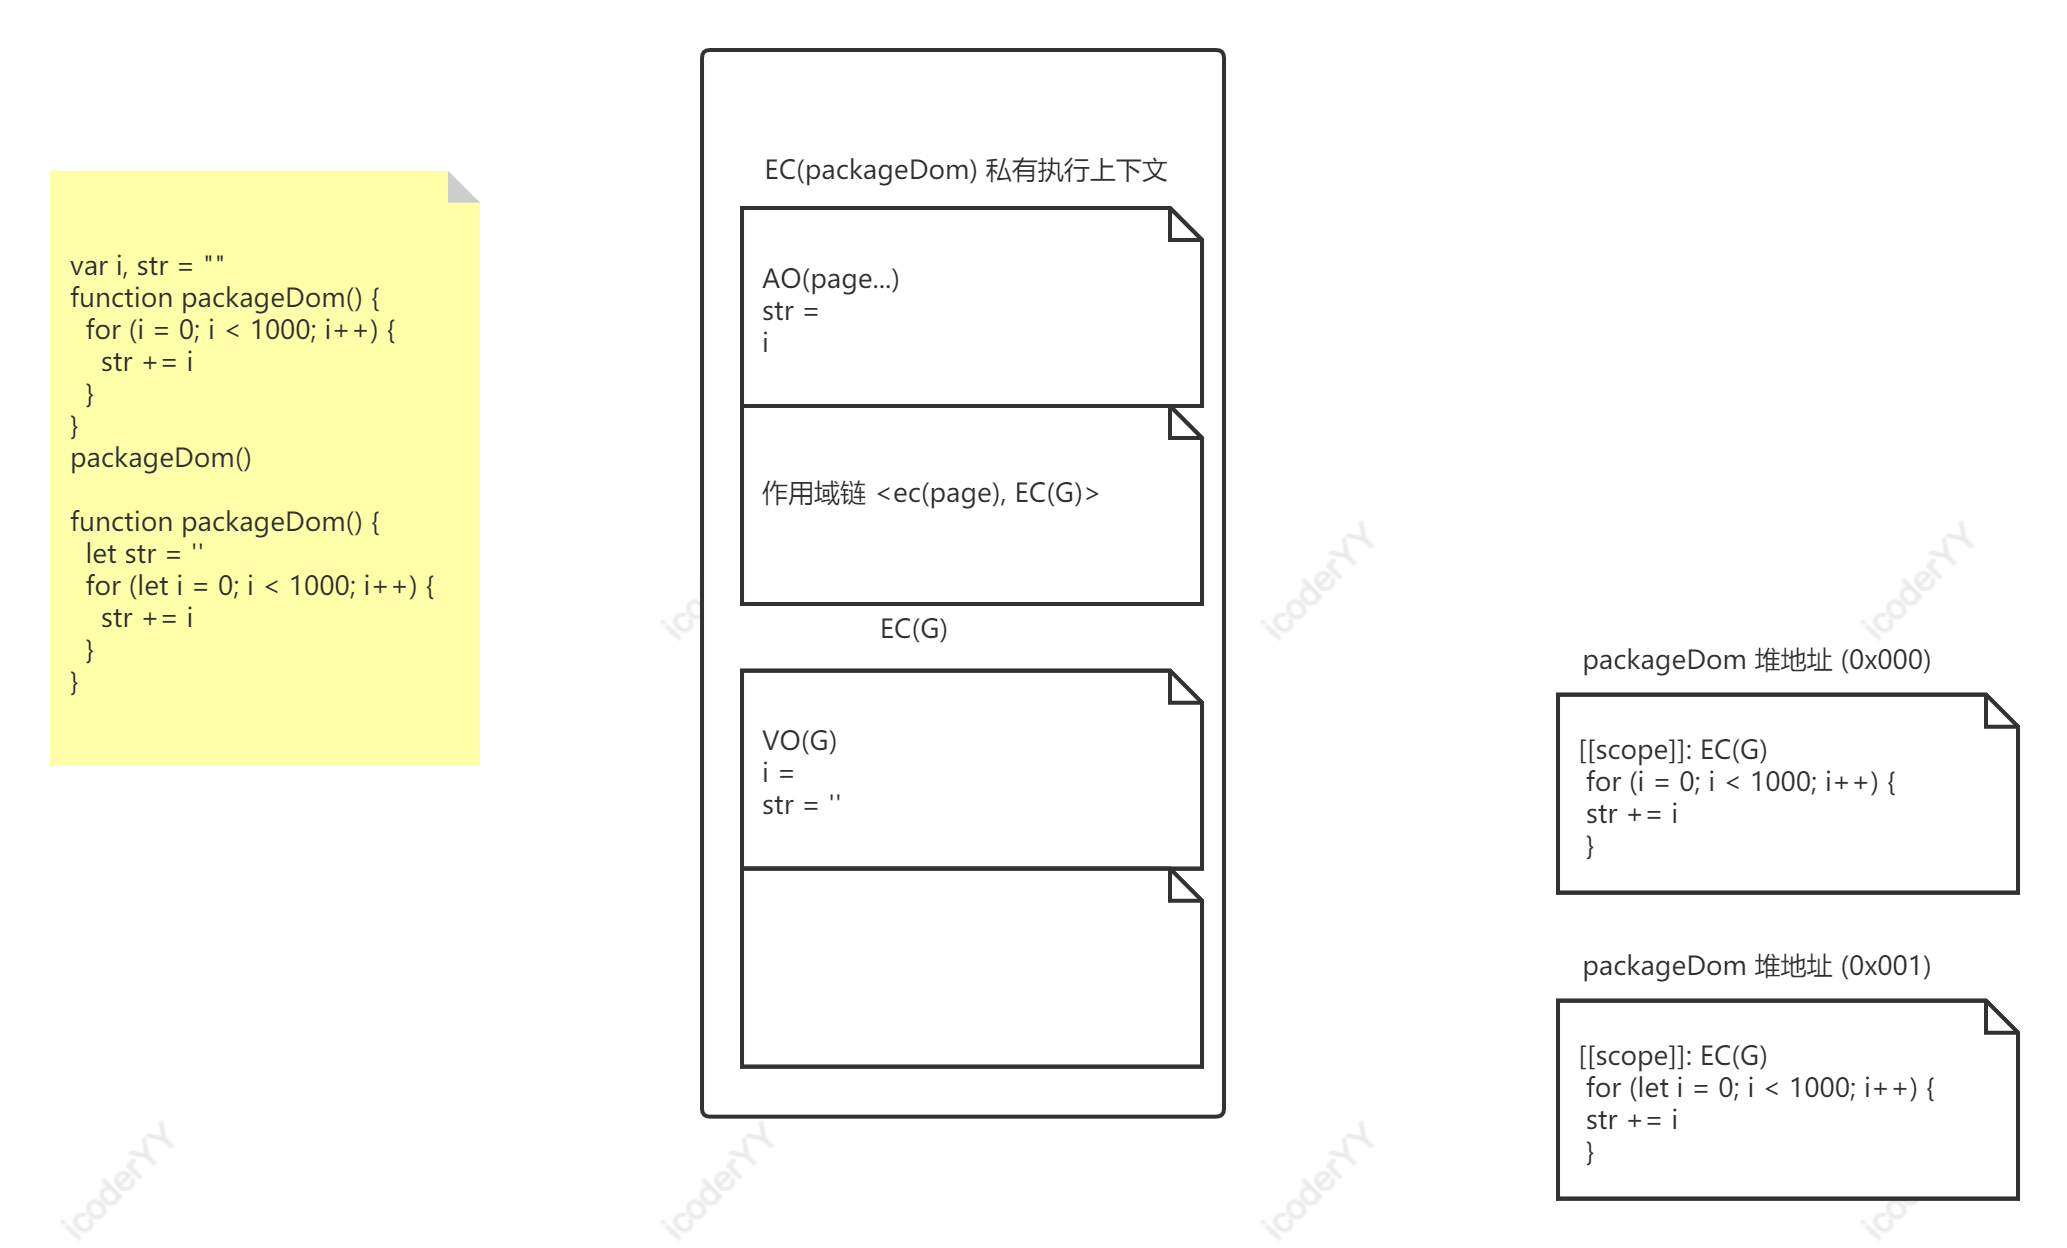 var i, str = ""
function packageDom() {
  for (i = 0; i < 1000; i++) {
    str += i
  }
}
packageDom()

function packageDom() {
  let str = ''
  for (let i = 0; i < 1000; i++) {
    str += i
  }
}
EC(packageDom) 私有执行上下文
AO(page...)
str =
i
作用域链 <ec(page), EC(G)>
EC(G)
VO(G)
i =
str = ''
packageDom 堆地址 (0x000)
[[scope]]: EC(G)
 for (i = 0; i < 1000; i++) {
 str += i
 }
packageDom 堆地址 (0x001)
[[scope]]: EC(G)
 for (let i = 0; i < 1000; i++) {
 str += i
 }
icoderYY
icoderYY
icoderYY
icoderYY
icoderYY